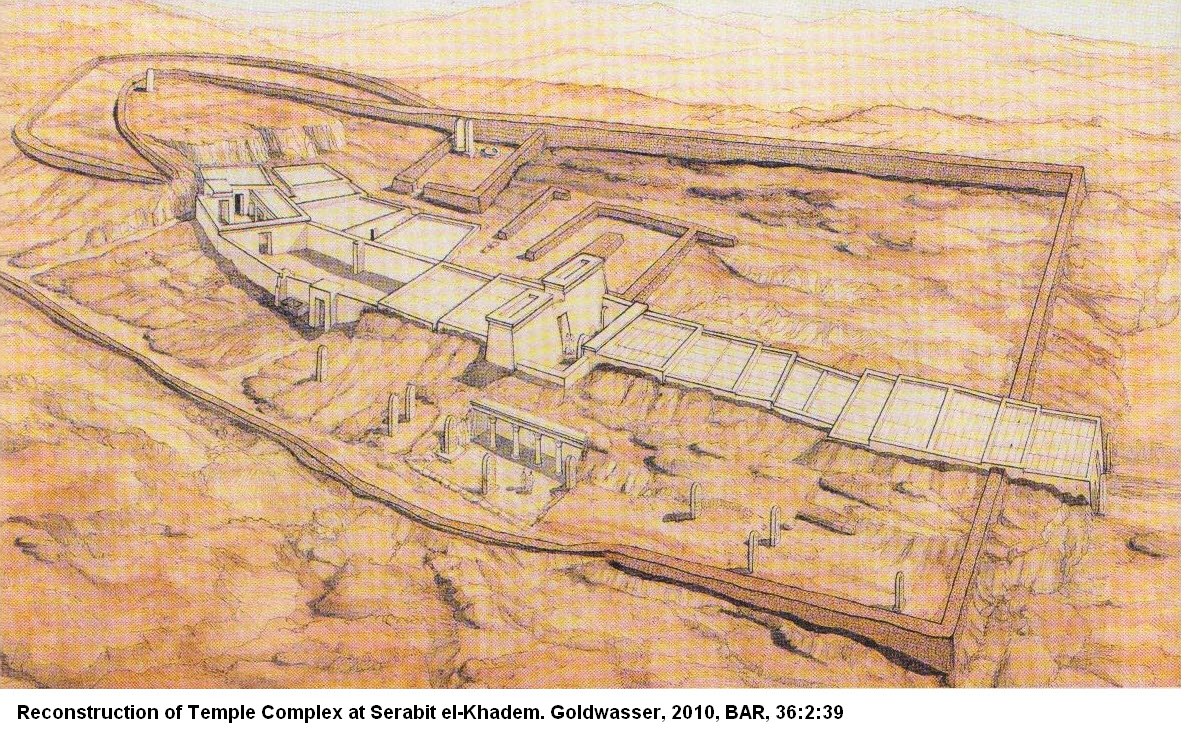 Reconstruction of Temple Complex at Serabit el-Khadem. Goldwasser, 2010, BAR, 36:2:39